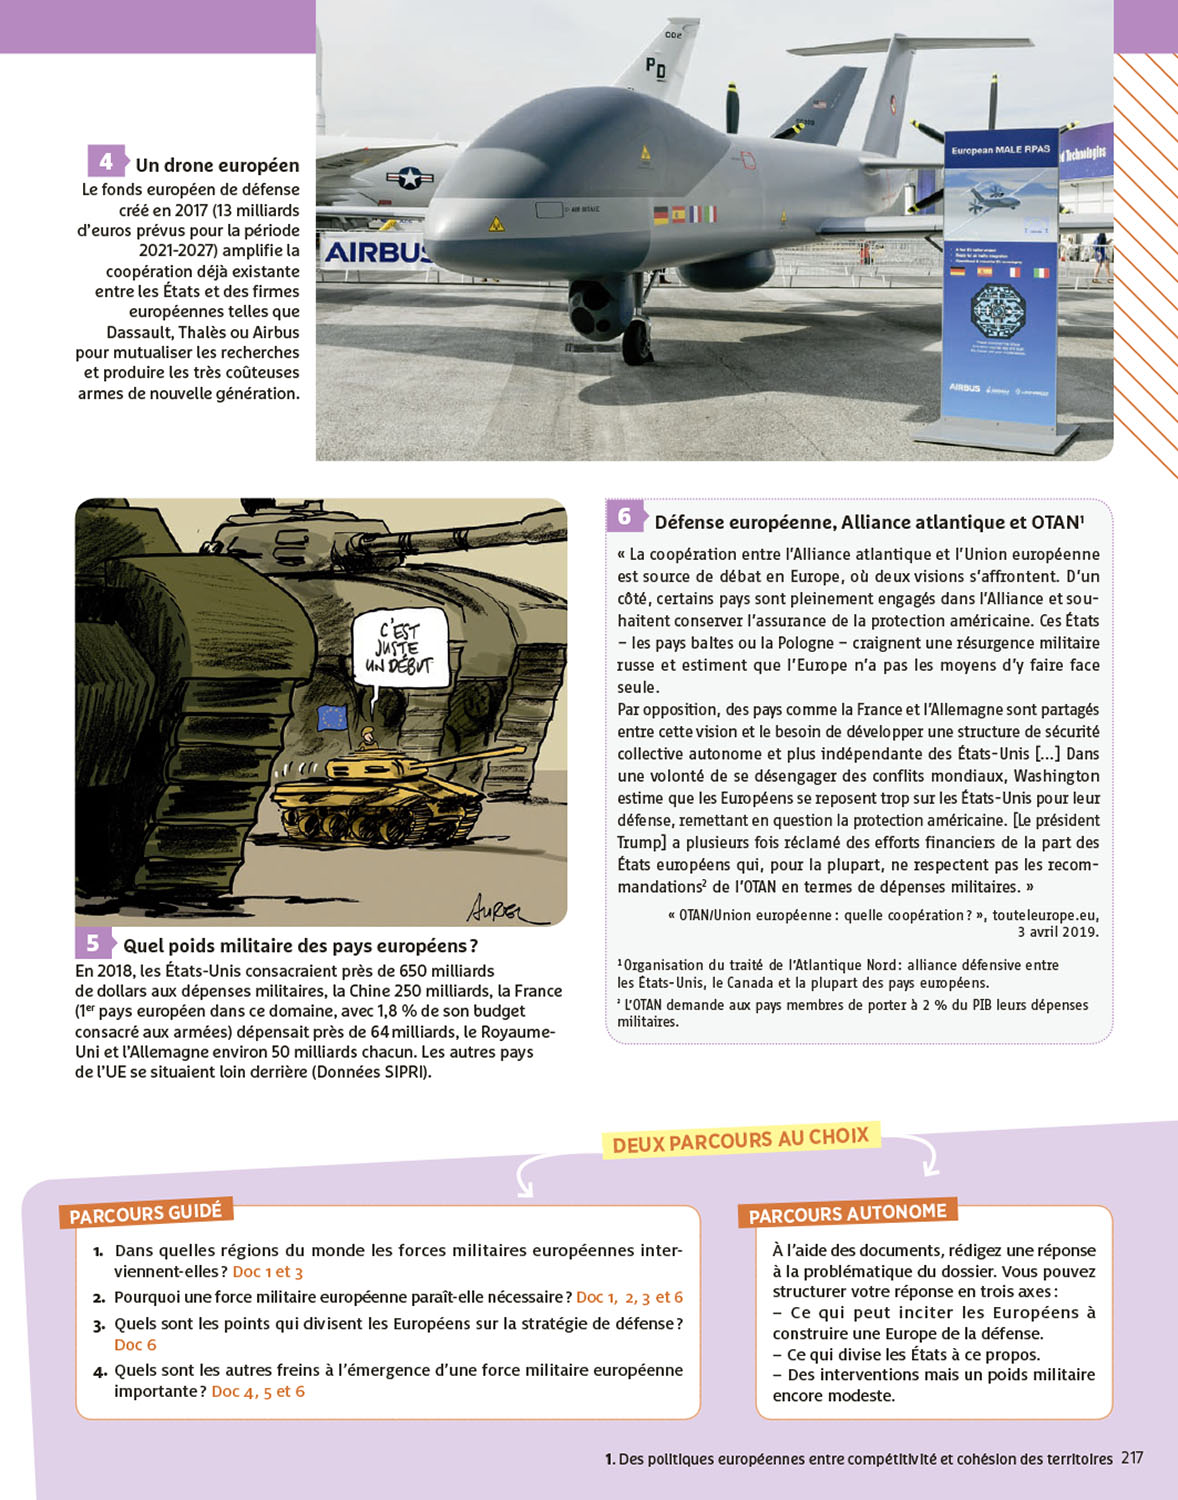 002
PD
European MALE RPAS
d Technologies
AIR INTAKE
AIRBUS
AIRBUS
4 Un drone européen
Le fonds européen de défense
créé en 2017 (13 milliards
d'euros prévus pour la période
2021-2027) amplifie la
coopération déjà existante
entre les États et des firmes
européennes telles que
Dassault, Thalès ou Airbus
pour mutualiser les recherches
et produire les très coûteuses
armes de nouvelle génération.
C'EST
JUSTE
UN DÉBUT
AUREL
5 Quel poids militaire des pays européens ?
En 2018, les États-Unis consacraient près de 650 milliards
de dollars aux dépenses militaires, la Chine 250 milliards, la France
(1er pays européen dans ce domaine, avec 1,8 % de son budget
consacré aux armées) dépensait près de 64 milliards, le Royaume-
Uni et l'Allemagne environ 50 milliards chacun. Les autres pays
de l'UE se situaient loin derrière (Données SIPRI).
6 Défense européenne, Alliance atlantique et OTAN¹
« La coopération entre l'Alliance atlantique et l'Union européenne
est source de débat en Europe, où deux visions s'affrontent. D'un
côté, certains pays sont pleinement engagés dans l'Alliance et sou-
haitent conserver l'assurance de la protection américaine. Ces États
– les pays baltes ou la Pologne – craignent une résurgence militaire
russe et estiment que l'Europe n'a pas les moyens d'y faire face
seule.
Par opposition, des pays comme la France et l'Allemagne sont partagés
entre cette vision et le besoin de développer une structure de sécurité
collective autonome et plus indépendante des États-Unis [...] Dans
une volonté de se désengager des conflits mondiaux, Washington
estime que les Européens se reposent trop sur les États-Unis pour leur
défense, remettant en question la protection américaine. [Le président
Trump] a plusieurs fois réclamé des efforts financiers de la part des
États européens qui, pour la plupart, ne respectent pas les recom-
mandations² de l'OTAN en termes de dépenses militaires. »
« OTAN/Union européenne : quelle coopération ? », touteleurope.eu,
3 avril 2019.
¹ Organisation du traité de l'Atlantique Nord : alliance défensive entre
les États-Unis, le Canada et la plupart des pays européens.
² L'OTAN demande aux pays membres de porter à 2 % du PIB leurs dépenses
militaires.
DEUX PARCOURS AU CHOIX
PARCOURS GUIDÉ
1. Dans quelles régions du monde les forces militaires européennes inter-
viennent-elles ? Doc 1 et 3
2. Pourquoi une force militaire européenne paraît-elle nécessaire ? Doc 1, 2, 3 et 6
3. Quels sont les points qui divisent les Européens sur la stratégie de défense ?
Doc 6
4. Quels sont les autres freins à l'émergence d'une force militaire européenne
importante ? Doc 4, 5 et 6
PARCOURS AUTONOME
À l'aide des documents, rédigez une réponse
à la problématique du dossier. Vous pouvez
structurer votre réponse en trois axes :
– Ce qui peut inciter les Européens à
construire une Europe de la défense.
– Ce qui divise les États à ce propos.
– Des interventions mais un poids militaire
encore modeste.
1. Des politiques européennes entre compétitivité et cohésion des territoires 217